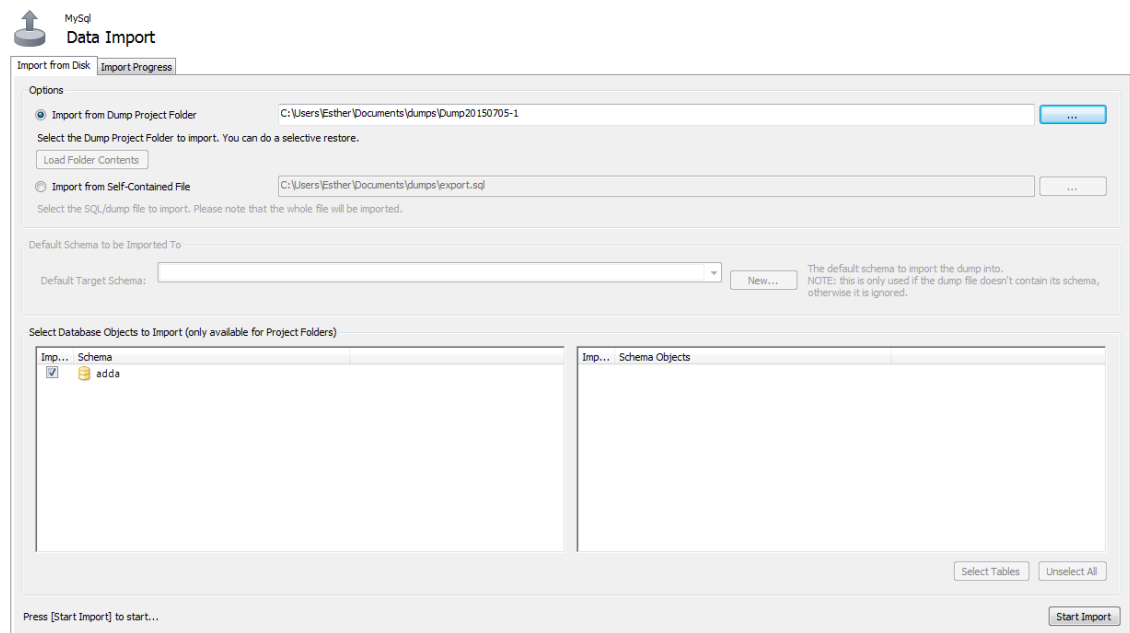 MySql
Data Import
Import from Disk Import Progress
Options
Import from Dump Project Folder C:\Users\Esther\Documents\dumps\Dump20150705-1 ...
Select the Dump Project Folder to import. You can do a selective restore.
Load Folder Contents
Import from Self-Contained File C:\Users\Esther\Documents\dumps\export.sql ...
Select the SQL/dump file to import. Please note that the whole file will be imported.
Default Schema to be Imported To
Default Target Schema: New...
The default schema to import the dump into.
NOTE: this is only used if the dump file doesn't contain its schema,
otherwise it is ignored.
Select Database Objects to Import (only available for Project Folders)
Imp... Schema Imp... Schema Objects
adda
Select Tables Unselect All
Press [Start Import] to start... Start Import